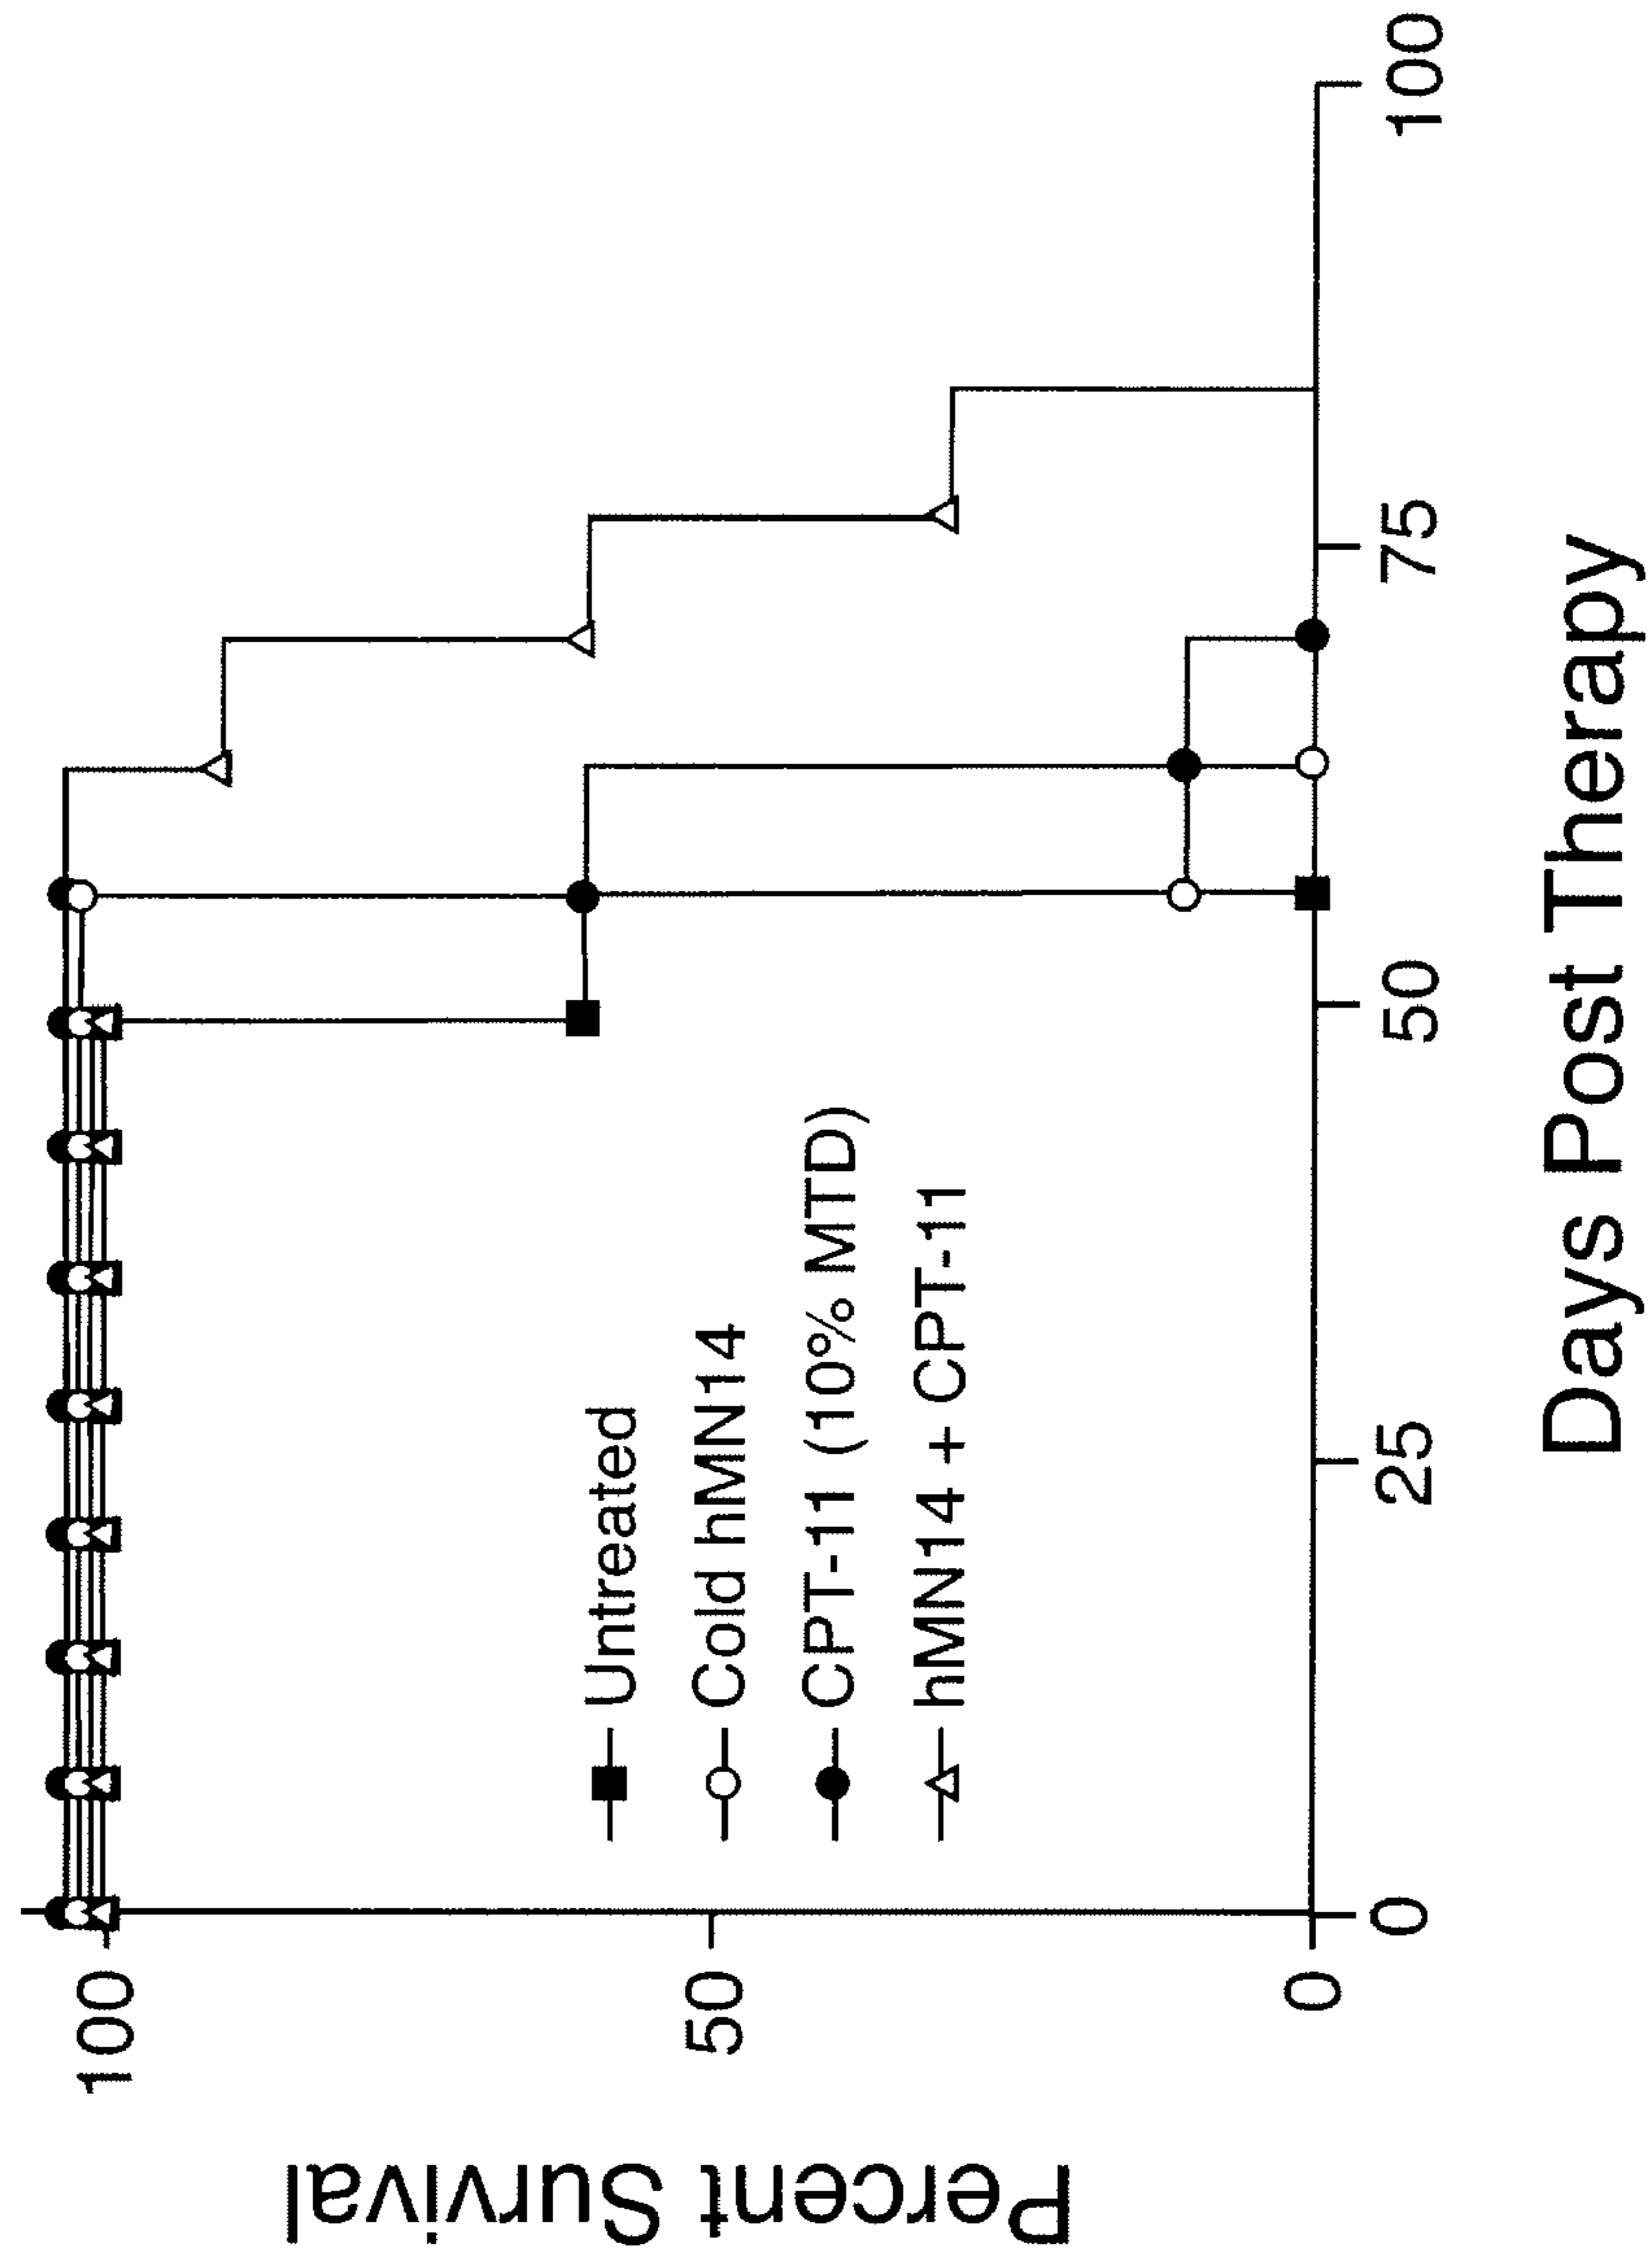 Percent Survival
100
50
0
Untreated
Cold hMN14
CPT-11 (10% MTD)
hMN14 + CPT-11
0
25
50
75
100
Days Post Therapy